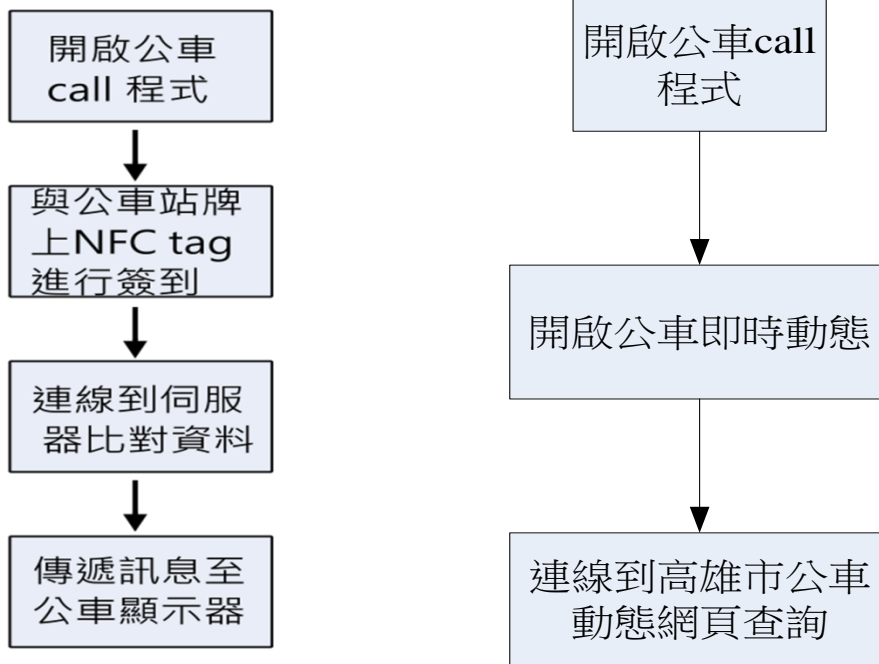 開啟公車
call 程式
與公車站牌
上NFC tag
進行簽到
連線到伺服
器比對資料
傳遞訊息至
公車顯示器
開啟公車call
程式
開啟公車即時動態
連線到高雄市公車
動態網頁查詢